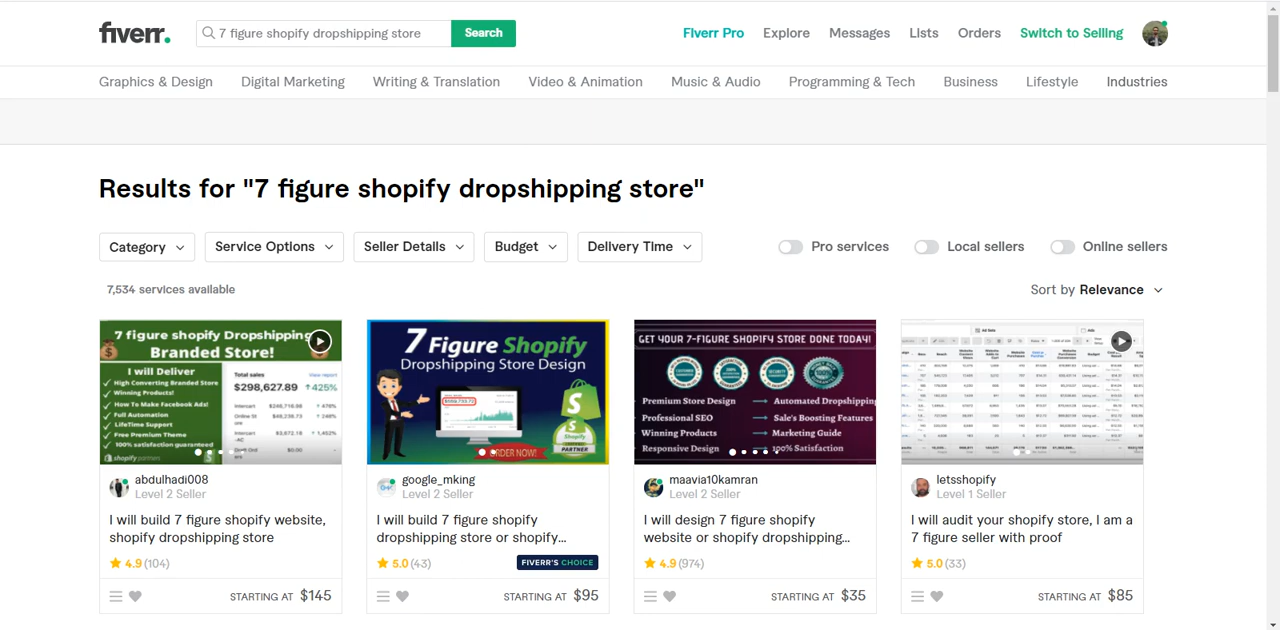 fiverr.
7 figure shopify dropshipping store
Search
Fiverr Pro
Explore
Messages
Lists
Orders
Switch to Selling
Graphics & Design
Digital Marketing
Writing & Translation
Video & Animation
Music & Audio
Programming & Tech
Business
Lifestyle
Industries
Results for "7 figure shopify dropshipping store"
Category
Service Options
Seller Details
Budget
Delivery Time
Pro services
Local sellers
Online sellers
7,534 services available
Sort by Relevance
7 figure shopify Dropshipping
Branded Store!
I will Deliver
High Converting Branded Store
Winning Products!
How To Make Facebook Ads!
Full Automation
LifeTime Support
Free Premium Theme
100% satisfaction guaranteed
shopify partners
Total sales
View report
$298,627.89
425%
abdulhadi008
Level 2 Seller
I will build 7 figure shopify website,
shopify dropshipping store
4.9 (104)
STARTING AT $145
7 Figure Shopify
Dropshipping Store Design
ORDER NOW!
Shopify
PARTNER
google_mking
Level 2 Seller
I will build 7 figure shopify
dropshipping store or shopify...
5.0 (43)
FIVERR'S CHOICE
STARTING AT $95
GET YOUR 7-FIGURE SHOPIFY STORE DONE TODAY!
Premium Store Design
Automated Dropshipping
Professional SEO
Sale's Boosting Features
Winning Products
Marketing Guide
Responsive Design
100% Satisfaction
maavia10kamran
Level 2 Seller
I will design 7 figure shopify
website or shopify dropshipping...
4.9 (974)
STARTING AT $35
Ad Sets
Ads
letsshopify
Level 1 Seller
I will audit your shopify store, I am a
7 figure seller with proof
5.0 (33)
STARTING AT $85